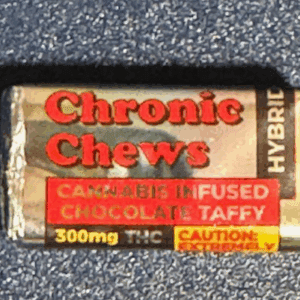 Chronic
Chews
HYBRID
CANNABIS INFUSED
CHOCOLATE TAFFY
300mg THC
CAUTION:
EXTREMELY